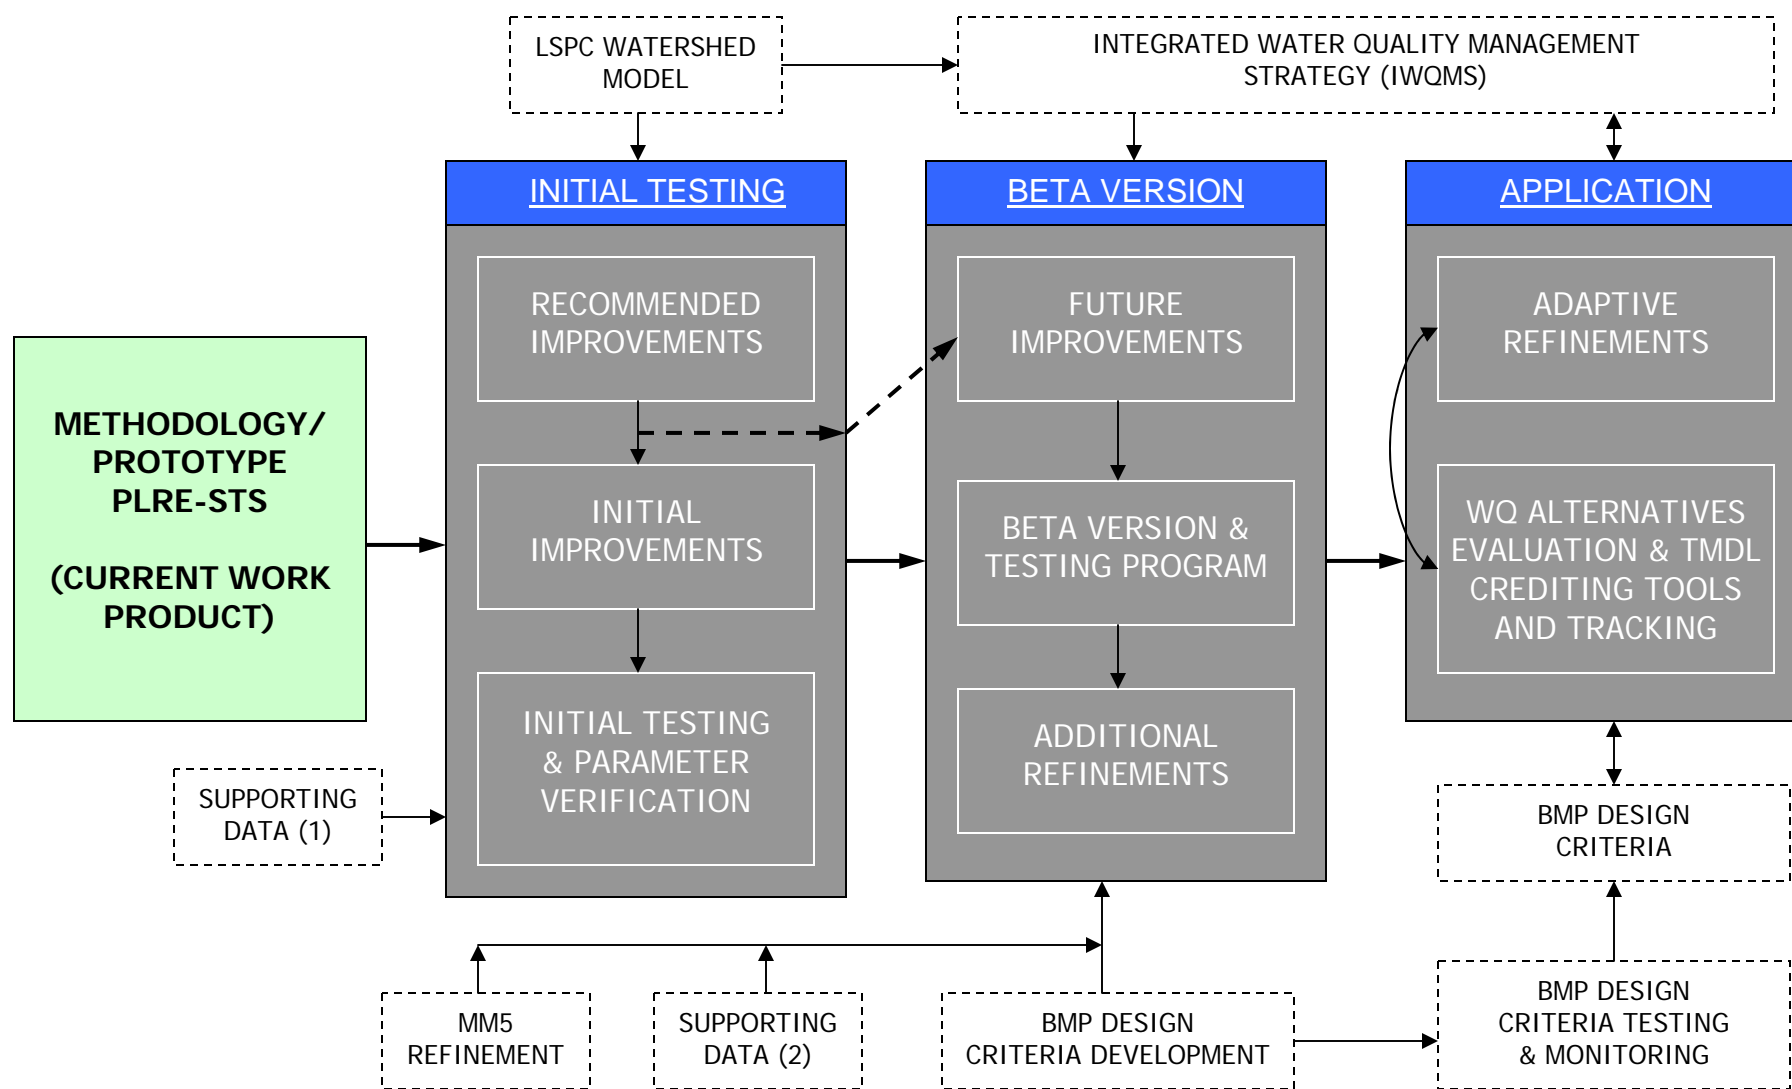 LSPC WATERSHED
MODEL
INTEGRATED WATER QUALITY MANAGEMENT
STRATEGY (IWQMS)
INITIAL TESTING
BETA VERSION
APPLICATION
RECOMMENDED
IMPROVEMENTS
FUTURE
IMPROVEMENTS
ADAPTIVE
REFINEMENTS
METHODOLOGY/
PROTOTYPE
PLRE-STS
(CURRENT WORK
PRODUCT)
INITIAL
IMPROVEMENTS
BETA VERSION &
TESTING PROGRAM
WQ ALTERNATIVES
EVALUATION & TMDL
CREDITING TOOLS
AND TRACKING
INITIAL TESTING
& PARAMETER
VERIFICATION
ADDITIONAL
REFINEMENTS
SUPPORTING
DATA (1)
BMP DESIGN
CRITERIA
MM5
REFINEMENT
SUPPORTING
DATA (2)
BMP DESIGN
CRITERIA DEVELOPMENT
BMP DESIGN
CRITERIA TESTING
& MONITORING